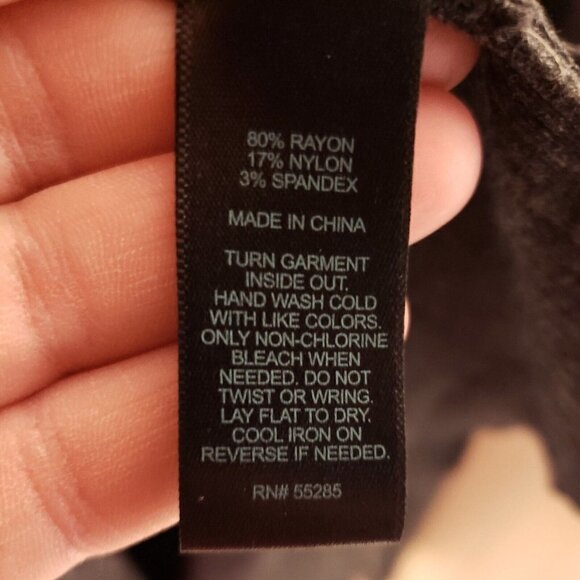 80% RAYON
17% NYLON
3% SPANDEX
MADE IN CHINA
TURN GARMENT
INSIDE OUT.
HAND WASH COLD
WITH LIKE COLORS.
ONLY NON-CHLORINE
BLEACH WHEN
NEEDED. DO NOT
TWIST OR WRING.
LAY FLAT TO DRY.
COOL IRON ON
REVERSE IF NEEDED.
RN# 55285